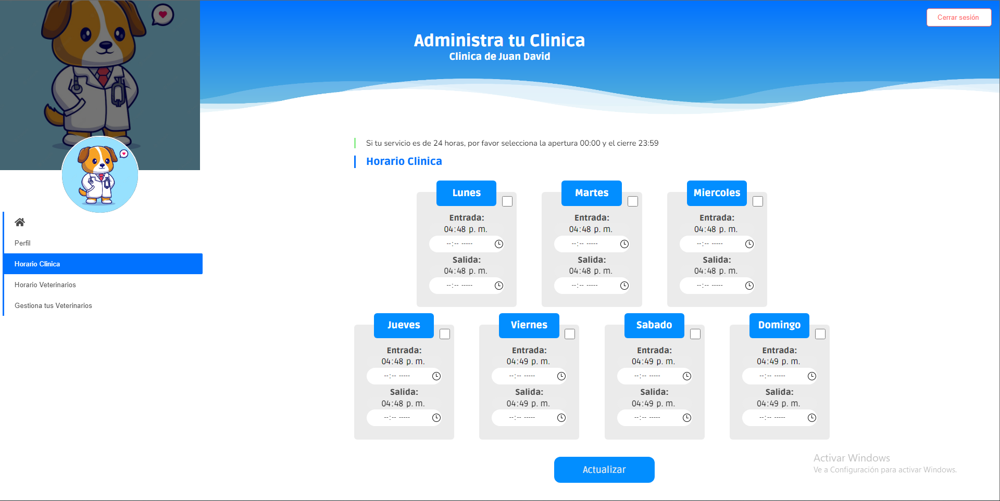 Cerrar sesión
Administra tu Clinica
Clinica de Juan David
Perfil
Horario Clinica
Horario Veterinarios
Gestiona tus Veterinarios
Si tu servicio es de 24 horas, por favor selecciona la apertura 00:00 y el cierre 23:59
Horario Clinica
Lunes
Entrada:
04:48 p. m.
--:-- -----
Salida:
04:48 p. m.
--:-- -----
Martes
Entrada:
04:48 p. m.
--:-- -----
Salida:
04:48 p. m.
--:-- -----
Miercoles
Entrada:
04:48 p. m.
--:-- -----
Salida:
04:48 p. m.
--:-- -----
Jueves
Entrada:
04:48 p. m.
--:-- -----
Salida:
04:48 p. m.
--:-- -----
Viernes
Entrada:
04:49 p. m.
--:-- -----
Salida:
04:49 p. m.
--:-- -----
Sabado
Entrada:
04:49 p. m.
--:-- -----
Salida:
04:49 p. m.
--:-- -----
Domingo
Entrada:
04:49 p. m.
--:-- -----
Salida:
04:49 p. m.
--:-- -----
Actualizar
Activar Windows
Ve a Configuración para activar Windows.